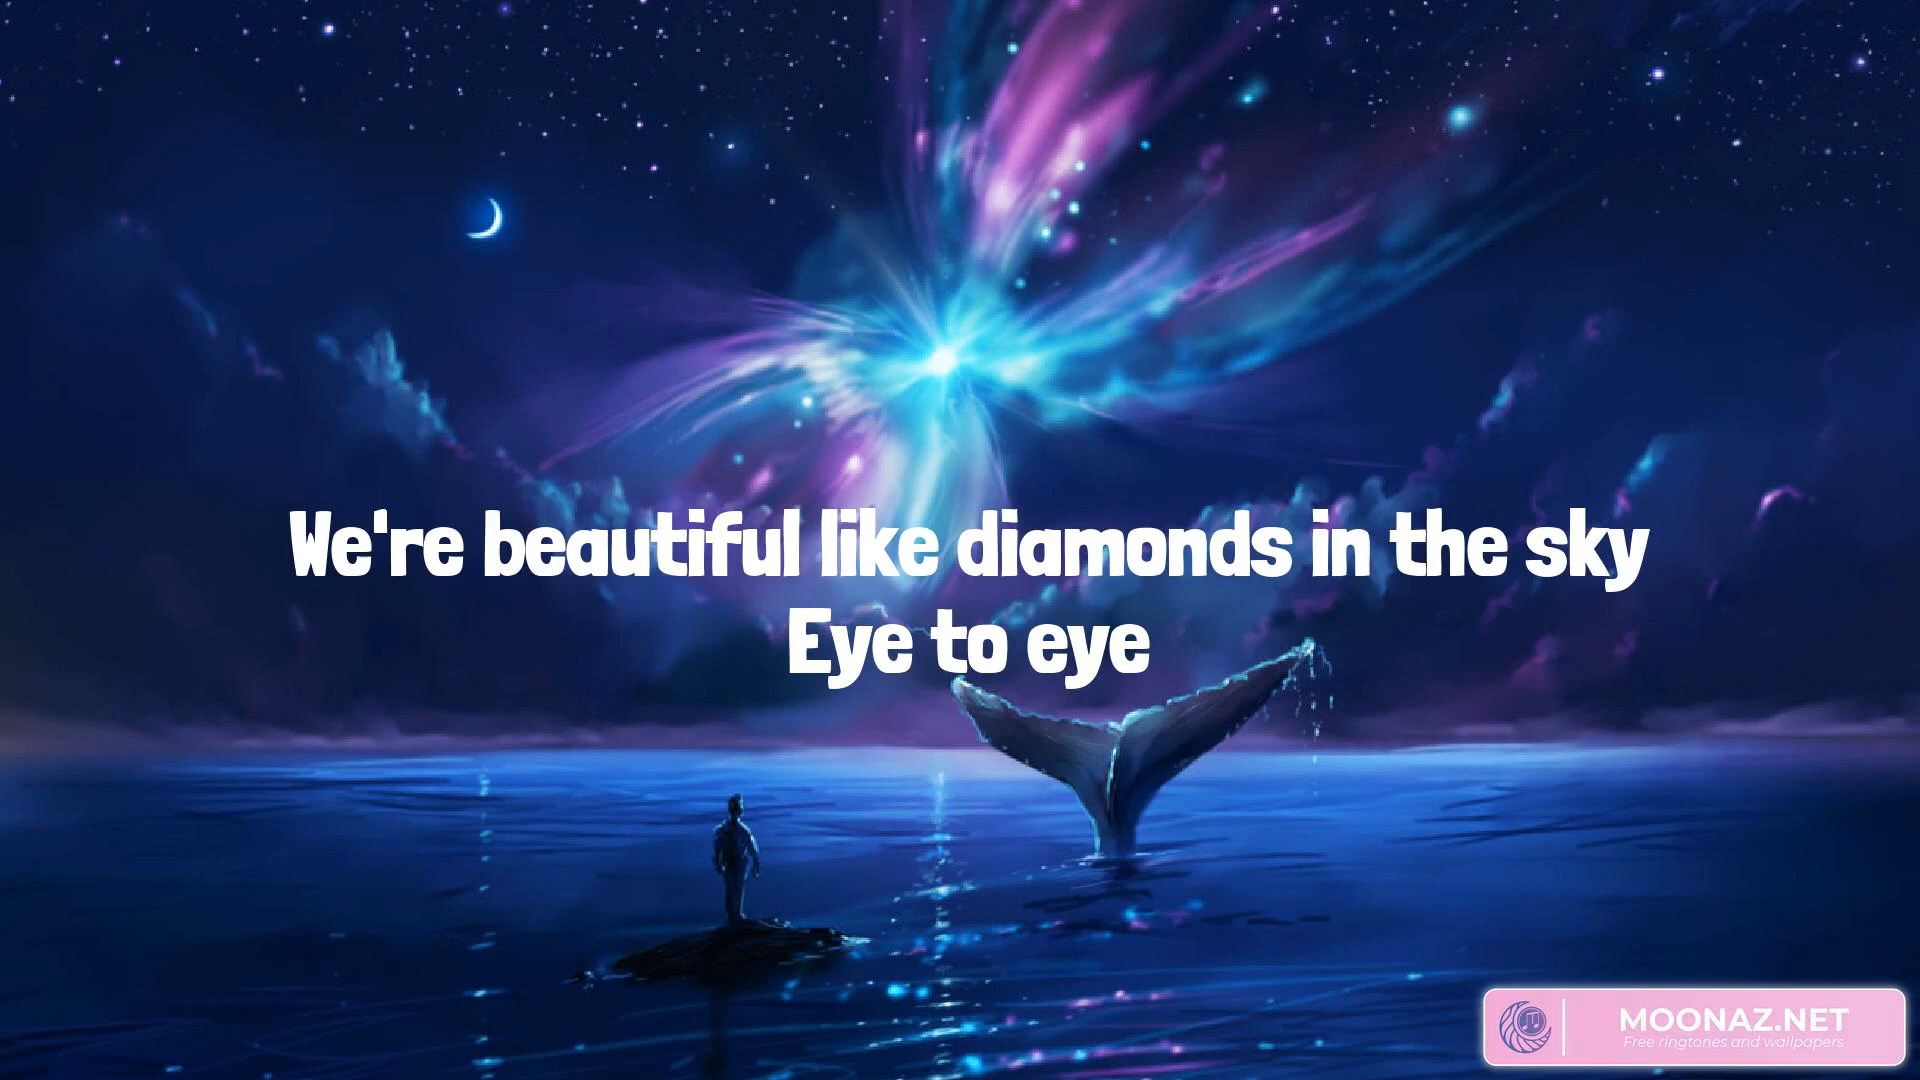 We're beautiful like diamonds in the sky
Eye to eye
MOONAZ.NET
Free ringtones and wallpapers